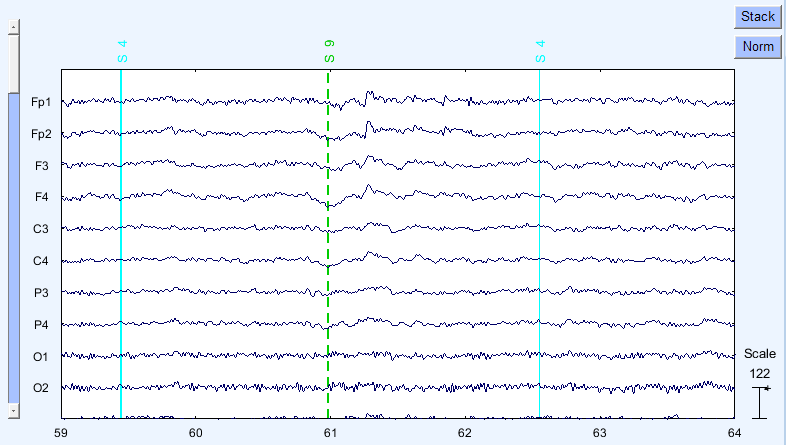 Stack
Norm
S 4
S 9
S 4
Fp1
Fp2
F3
F4
C3
C4
P3
P4
O1
O2
Scale
122
59
60
61
62
63
64